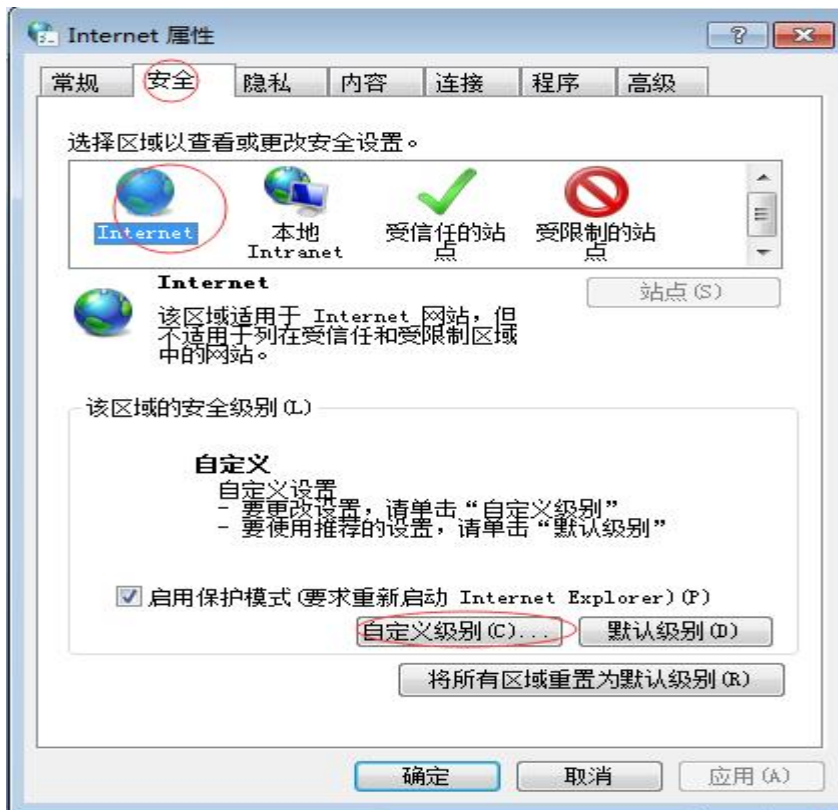 Internet 属性
常规 安全 隐私 内容 连接 程序 高级
选择区域以查看或更改安全设置。
Internet
本地
Intranet
受信任的站
点
受限制的站
点
Internet
站点(S)
该区域适用于 Internet 网站，但
不适用于列在受信任和受限制区域
中的网站。
该区域的安全级别(L)
自定义
自定义设置
- 要更改设置，请单击“自定义级别”
- 要使用推荐的设置，请单击“默认级别”
启用保护模式(要求重新启动 Internet Explorer)(P)
自定义级别(C)... 默认级别(D)
将所有区域重置为默认级别(R)
确定 取消 应用(A)